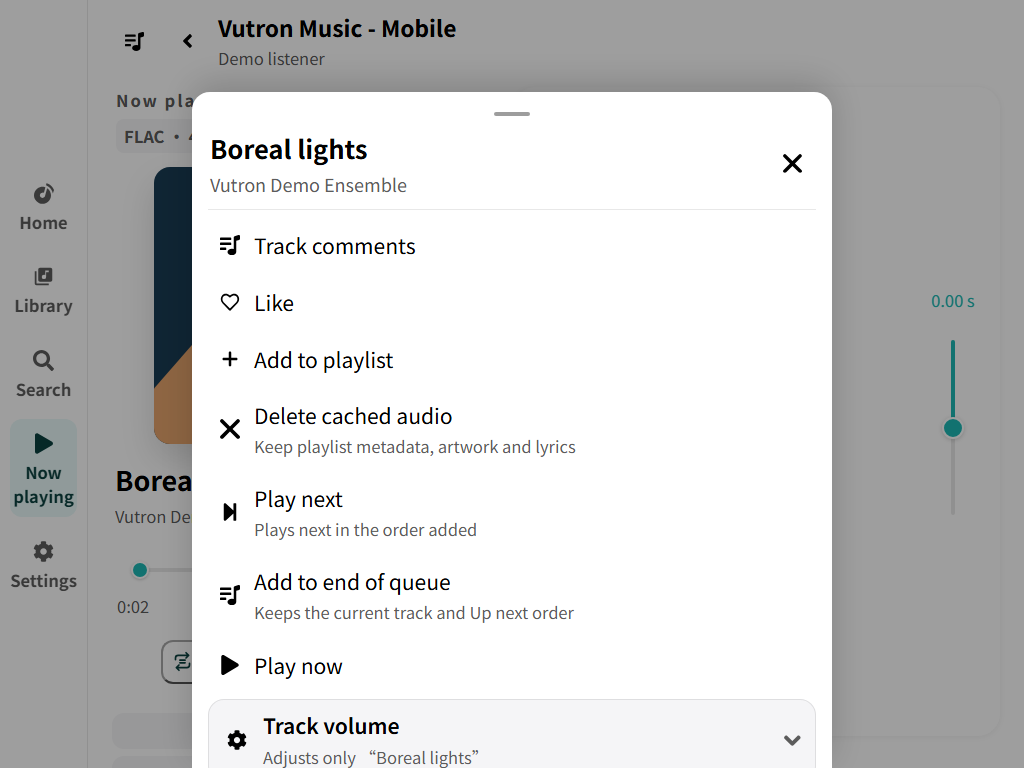 Vutron Music - Mobile
Demo listener
Now pla
FLAC •
Home
Library
Search
Now
playing
Settings
Borea
Vutron De
0:02
0.00 s
Boreal lights
Vutron Demo Ensemble
Track comments
Like
Add to playlist
Delete cached audio
Keep playlist metadata, artwork and lyrics
Play next
Plays next in the order added
Add to end of queue
Keeps the current track and Up next order
Play now
Track volume
Adjusts only “Boreal lights”